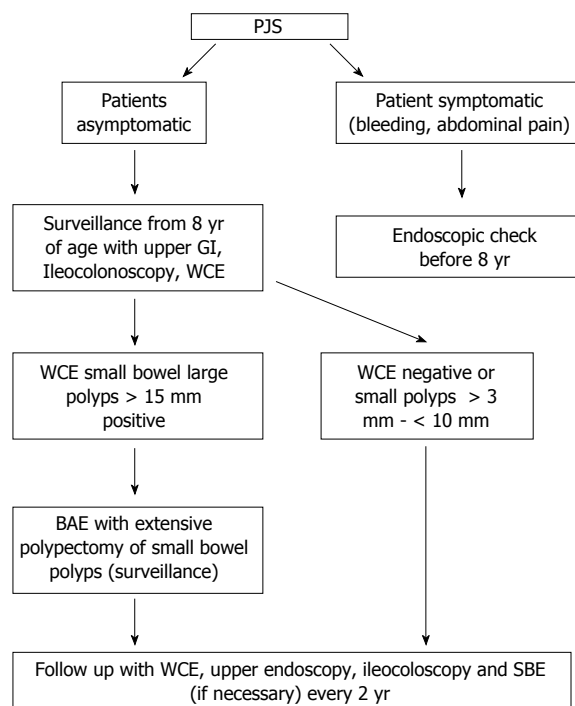 PJS
Patients
asymptomatic
Patient symptomatic
(bleeding, abdominal pain)
Surveillance from 8 yr
of age with upper GI,
Ileocolonoscopy, WCE
Endoscopic check
before 8 yr
WCE small bowel large
polyps > 15 mm
positive
WCE negative or
small polyps > 3
mm - < 10 mm
BAE with extensive
polypectomy of small bowel
polyps (surveillance)
Follow up with WCE, upper endoscopy, ileocoloscopy and SBE
(if necessary) every 2 yr